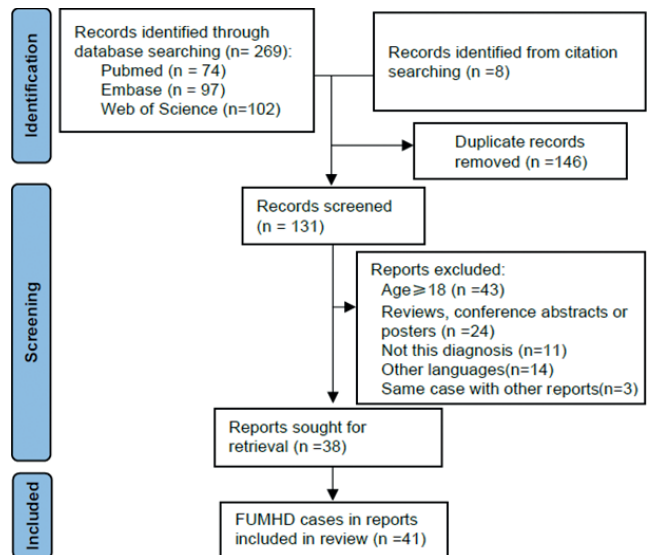 Identification
Records identified through
database searching (n= 269):
Pubmed (n = 74)
Embase (n = 97)
Web of Science (n=102)
Records identified from citation
searching (n =8)
Duplicate records
removed (n =146)
Screening
Records screened
(n = 131)
Reports excluded:
Age⩾18 (n =43)
Reviews, conference abstracts or
posters (n =24)
Not this diagnosis (n=11)
Other languages(n=14)
Same case with other reports(n=3)
Reports sought for
retrieval (n =38)
Included
FUMHD cases in reports
included in review (n =41)